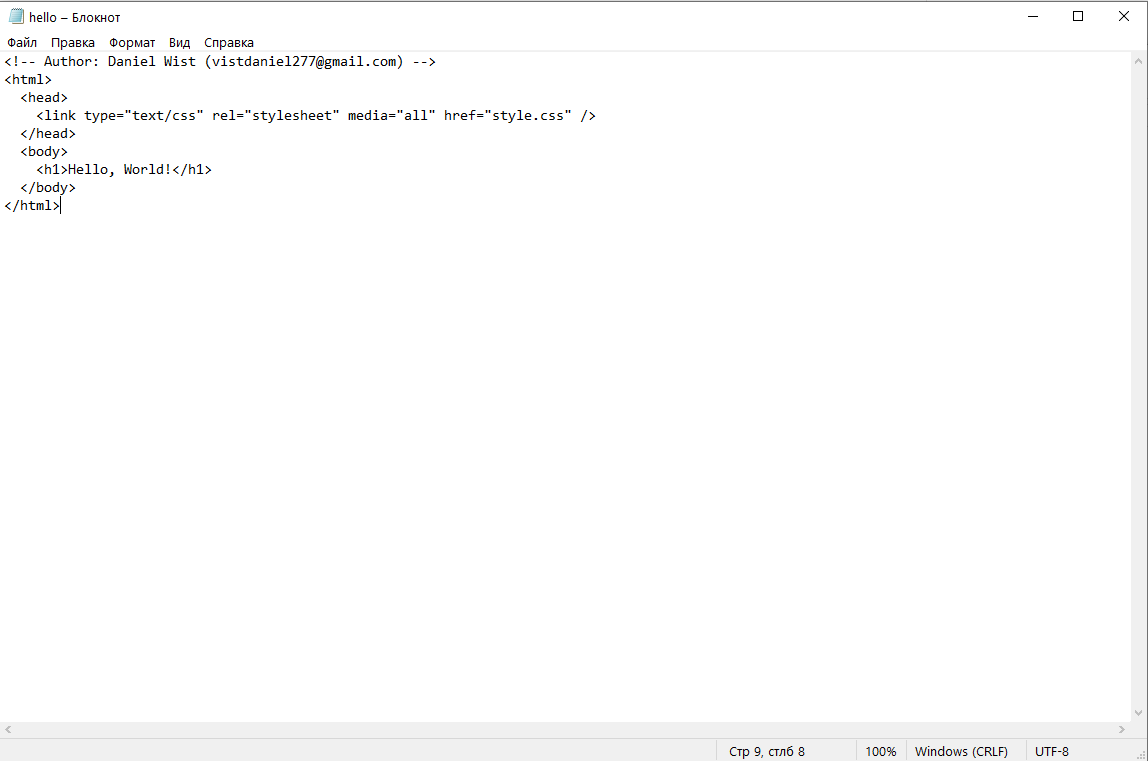 hello – Блокнот
Файл Правка Формат Вид Справка
<!-- Author: Daniel Wist (vistdaniel277@gmail.com) -->
<html>
  <head>
    <link type="text/css" rel="stylesheet" media="all" href="style.css" />
  </head>
  <body>
    <h1>Hello, World!</h1>
  </body>
</html>
Стр 9, стлб 8 100% Windows (CRLF) UTF-8